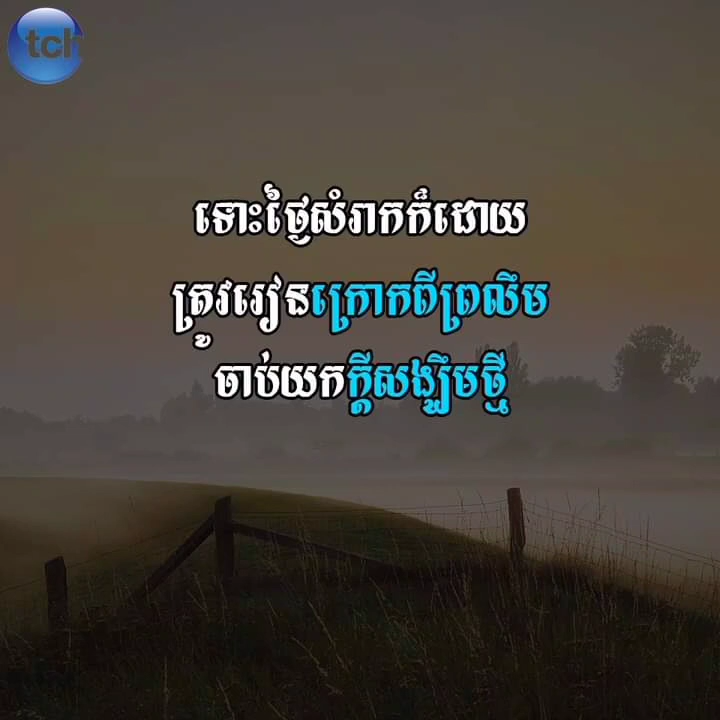 tch
ទោះថ្ងៃសំរាកក៏ដោយ
ត្រូវរៀនក្រោកពីព្រលឹម
ចាប់យកក្ដីសង្ឃឹមថ្មី